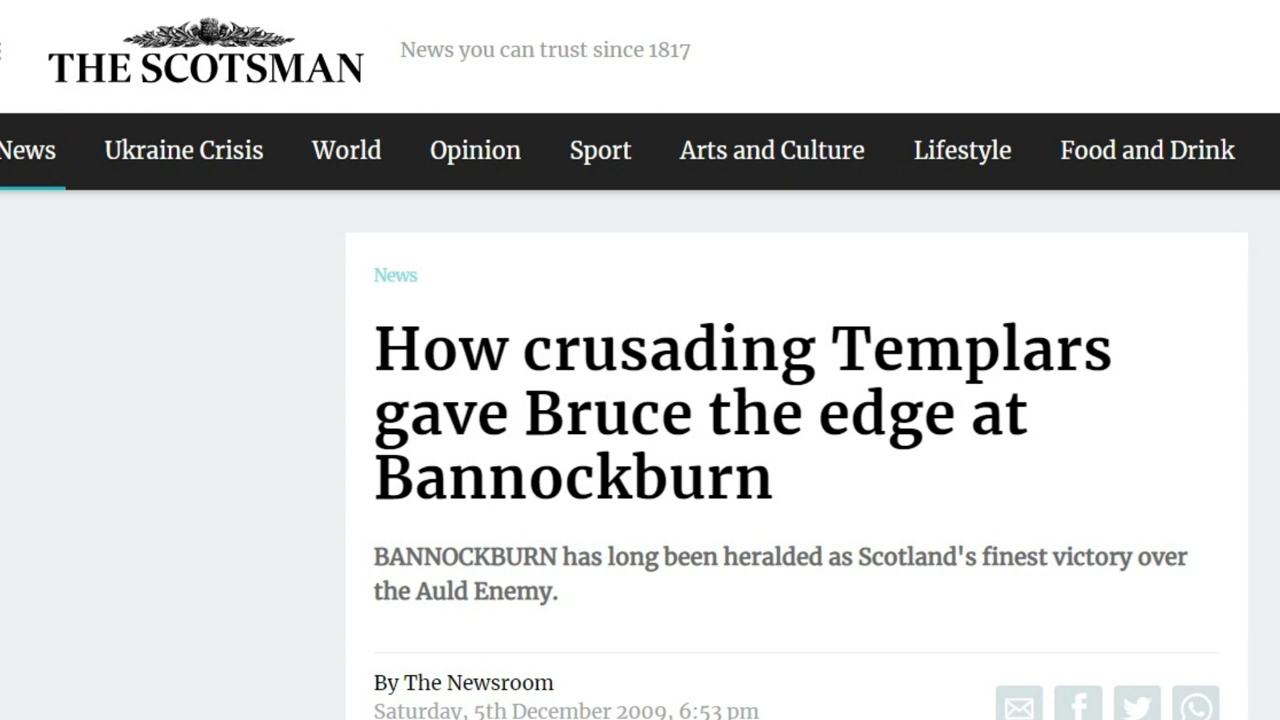 THE SCOTSMAN
News you can trust since 1817
News Ukraine Crisis World Opinion Sport Arts and Culture Lifestyle Food and Drink
News
How crusading Templars
gave Bruce the edge at
Bannockburn
BANNOCKBURN has long been heralded as Scotland's finest victory over
the Auld Enemy.
By The Newsroom
Saturday, 5th December 2009, 6:53 pm